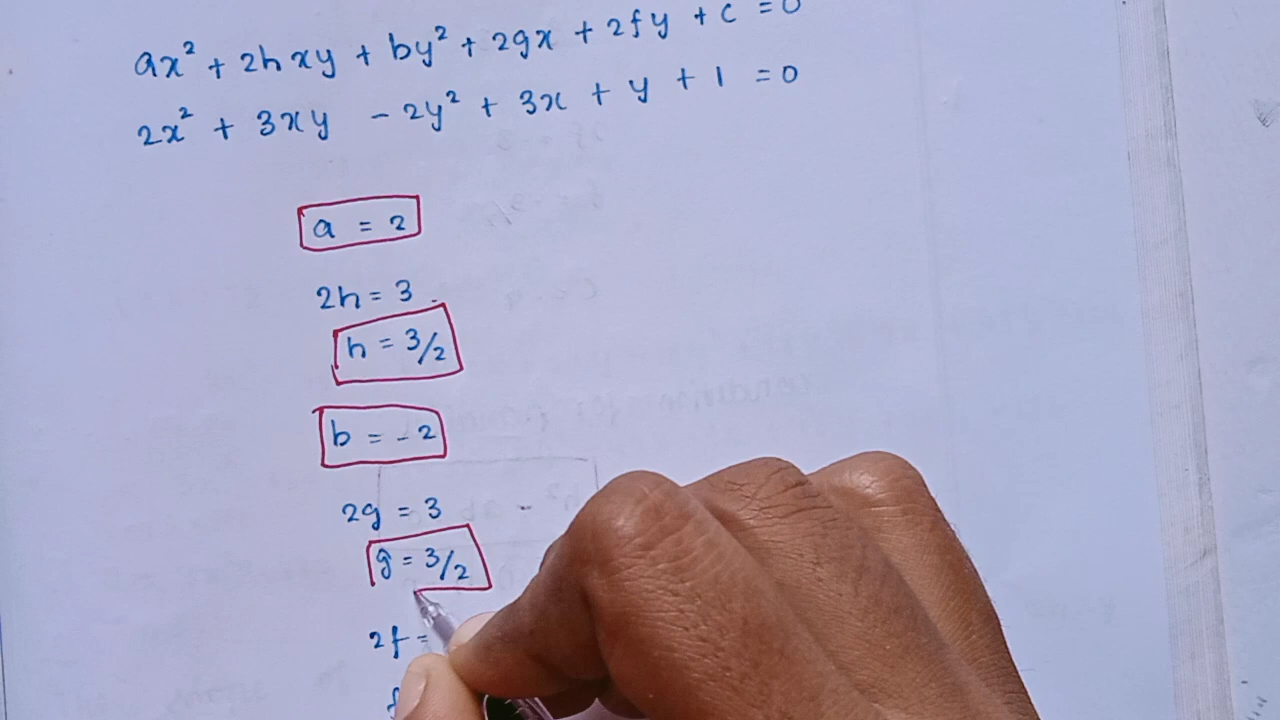 ax² + 2hxy + by² + 2gx + 2fy + c = 0
2x² + 3xy - 2y² + 3x + y + 1 = 0
a = 2
2h = 3
h = 3/2
b = -2
2g = 3
g = 3/2
2f =